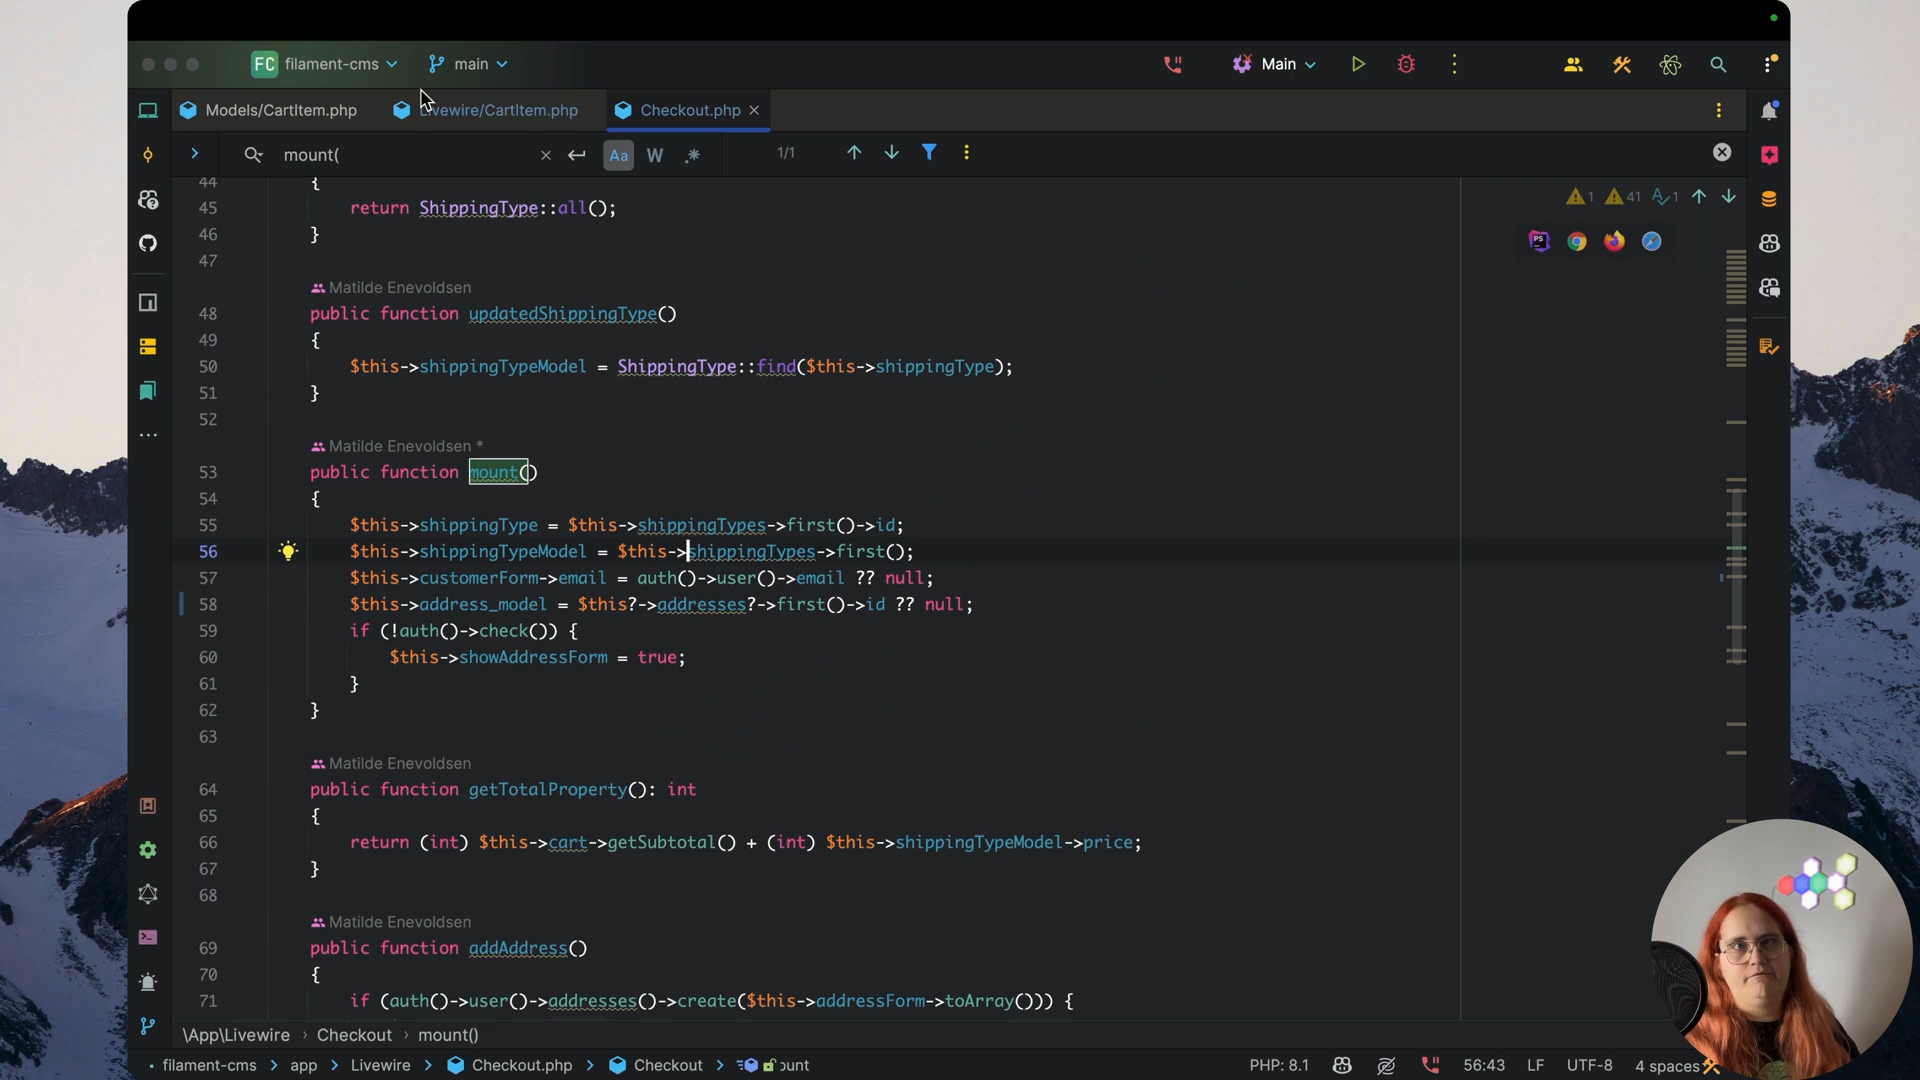 FC filament-cms main Main
Models/CartItem.php Livewire/CartItem.php Checkout.php
mount( Aa W .* 1/1
44 {
1 41 1
45 return ShippingType::all();
46 }
47
Matilde Enevoldsen
48 public function updatedShippingType()
49 {
50 $this->shippingTypeModel = ShippingType::find($this->shippingType);
51 }
52
Matilde Enevoldsen *
53 public function mount()
54 {
55 $this->shippingType = $this->shippingTypes->first()->id;
56 $this->shippingTypeModel = $this->shippingTypes->first();
57 $this->customerForm->email = auth()->user()->email ?? null;
58 $this->address_model = $this?->addresses?->first()->id ?? null;
59 if (!auth()->check()) {
60 $this->showAddressForm = true;
61 }
62 }
63
Matilde Enevoldsen
64 public function getTotalProperty(): int
65 {
66 return (int) $this->cart->getSubtotal() + (int) $this->shippingTypeModel->price;
67 }
68
Matilde Enevoldsen
69 public function addAddress()
70 {
71 if (auth()->user()->addresses()->create($this->addressForm->toArray())) {
\App\Livewire › Checkout › mount()
filament-cms > app > Livewire > Checkout.php > Checkout > ount PHP: 8.1 56:43 LF UTF-8 4 spaces